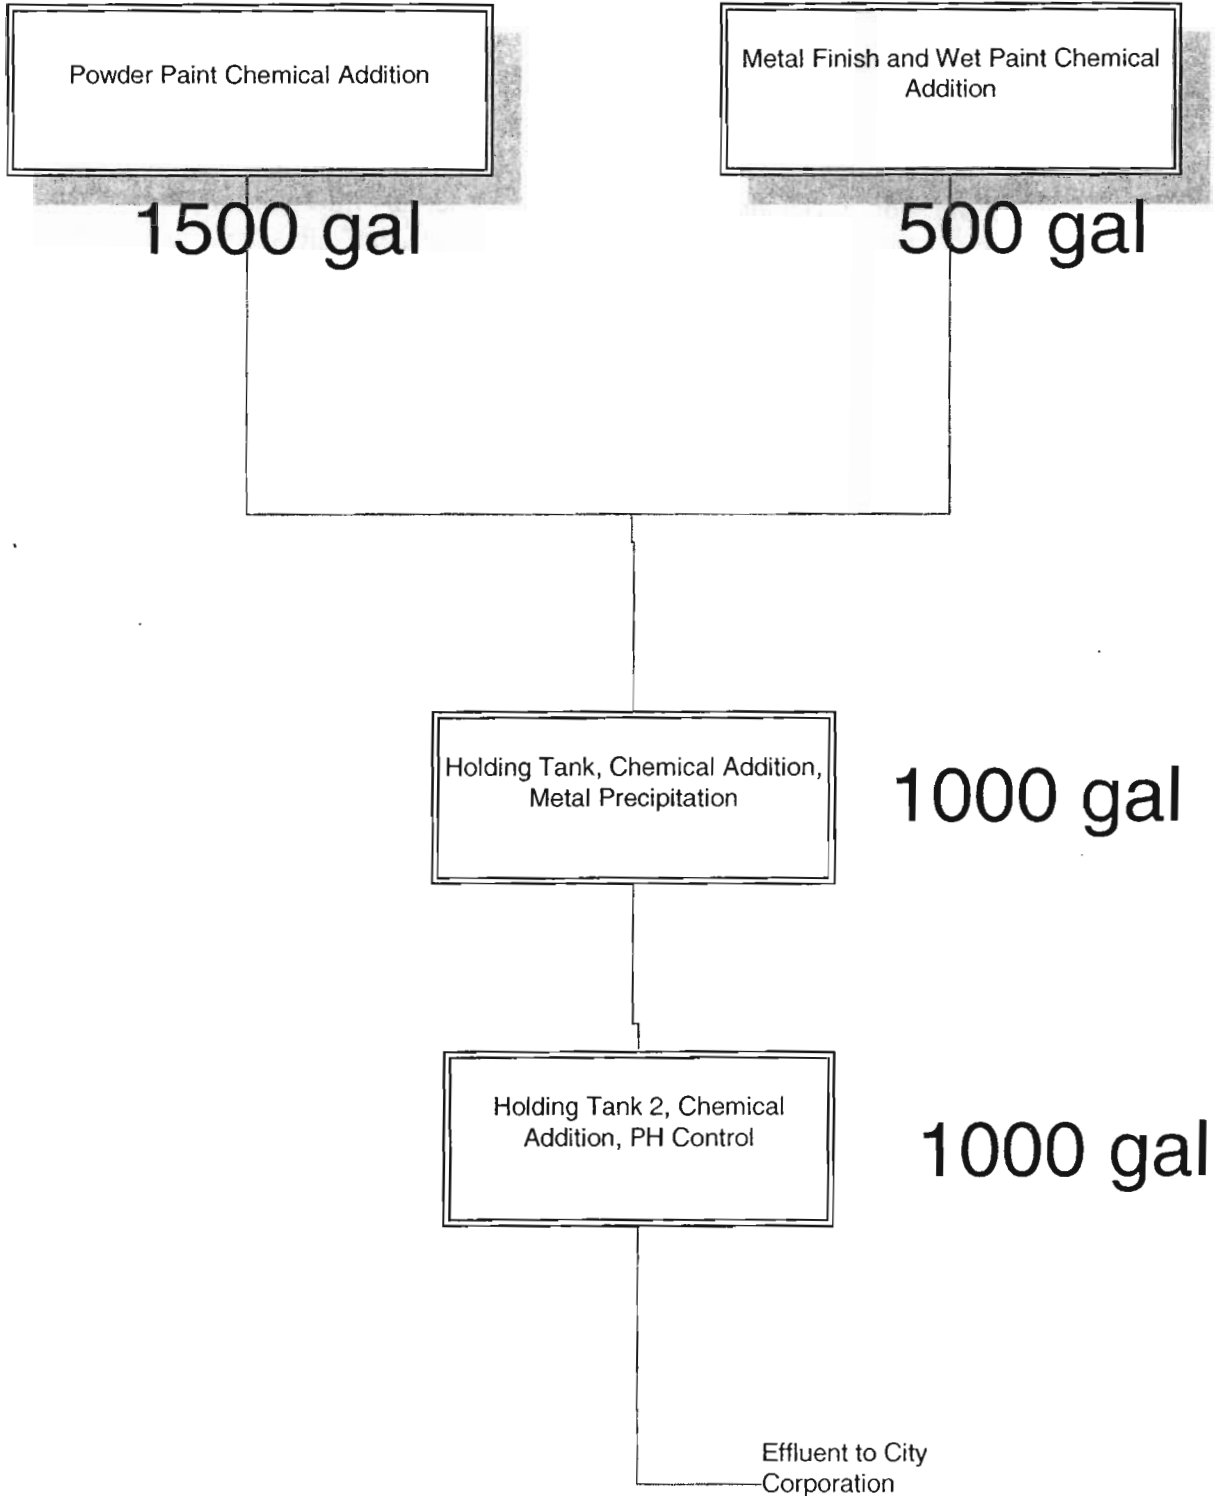 Powder Paint Chemical Addition
Metal Finish and Wet Paint Chemical
Addition
1500 gal
500 gal
Holding Tank, Chemical Addition,
Metal Precipitation
1000 gal
Holding Tank 2, Chemical
Addition, PH Control
1000 gal
Effluent to City
Corporation